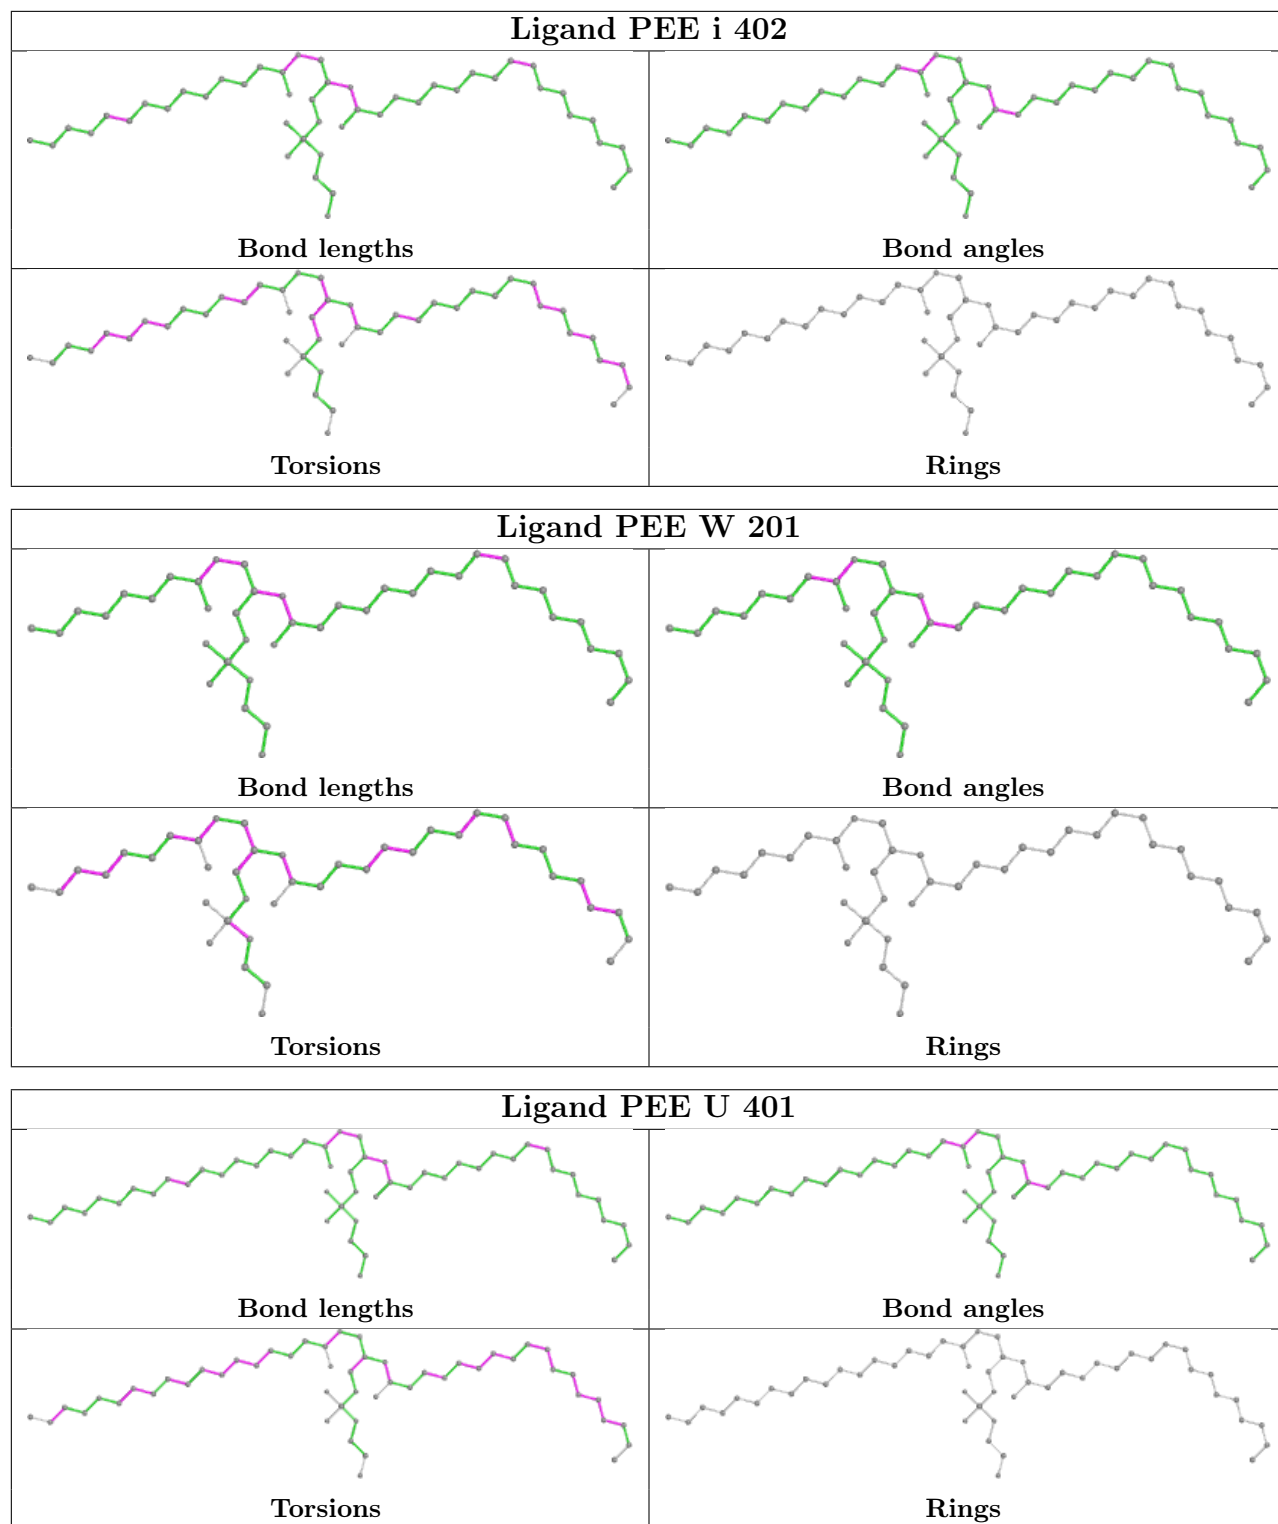 Ligand PEE i 402
Bond lengths
Bond angles
Torsions
Rings
Ligand PEE W 201
Bond lengths
Bond angles
Torsions
Rings
Ligand PEE U 401
Bond lengths
Bond angles
Torsions
Rings